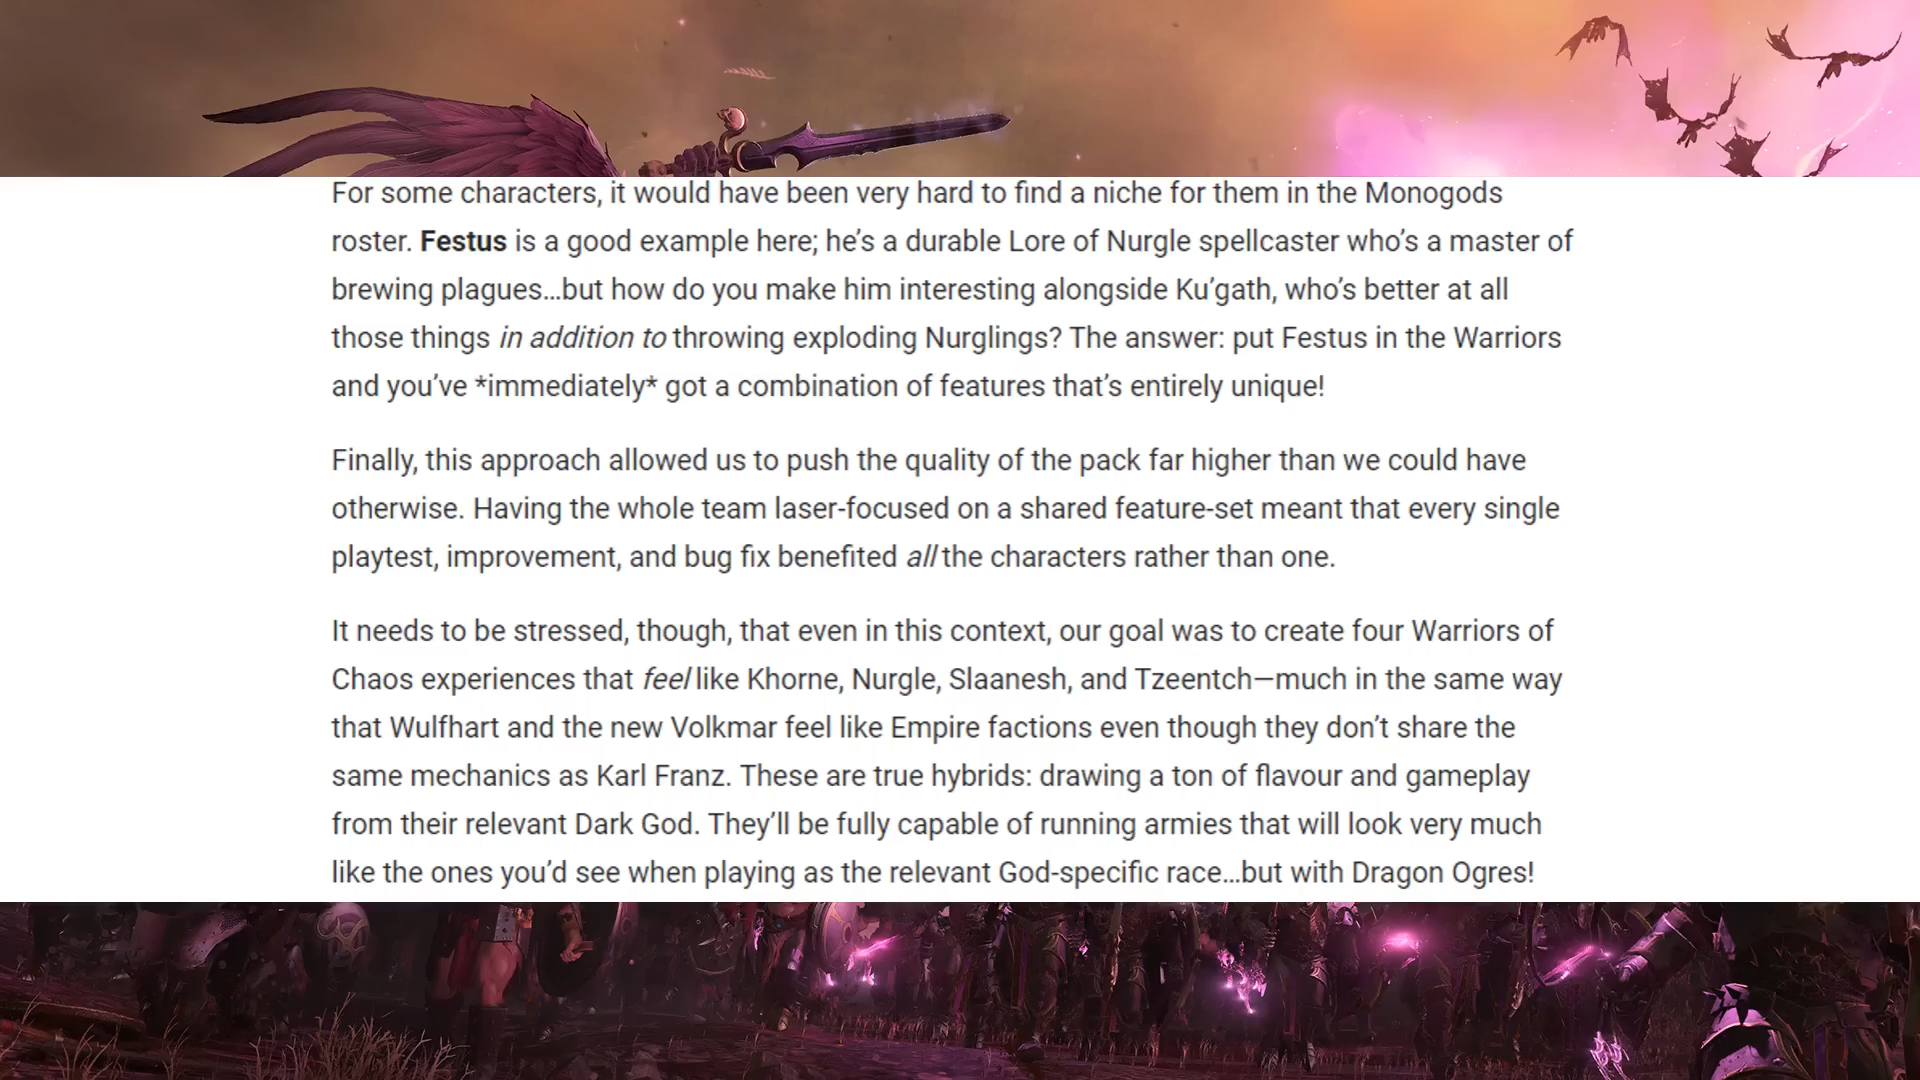 For some characters, it would have been very hard to find a niche for them in the Monogods
roster. Festus is a good example here; he’s a durable Lore of Nurgle spellcaster who’s a master of
brewing plagues…but how do you make him interesting alongside Ku’gath, who’s better at all
those things in addition to throwing exploding Nurglings? The answer: put Festus in the Warriors
and you’ve *immediately* got a combination of features that’s entirely unique!
Finally, this approach allowed us to push the quality of the pack far higher than we could have
otherwise. Having the whole team laser-focused on a shared feature-set meant that every single
playtest, improvement, and bug fix benefited all the characters rather than one.
It needs to be stressed, though, that even in this context, our goal was to create four Warriors of
Chaos experiences that feel like Khorne, Nurgle, Slaanesh, and Tzeentch—much in the same way
that Wulfhart and the new Volkmar feel like Empire factions even though they don’t share the
same mechanics as Karl Franz. These are true hybrids: drawing a ton of flavour and gameplay
from their relevant Dark God. They’ll be fully capable of running armies that will look very much
like the ones you’d see when playing as the relevant God-specific race…but with Dragon Ogres!